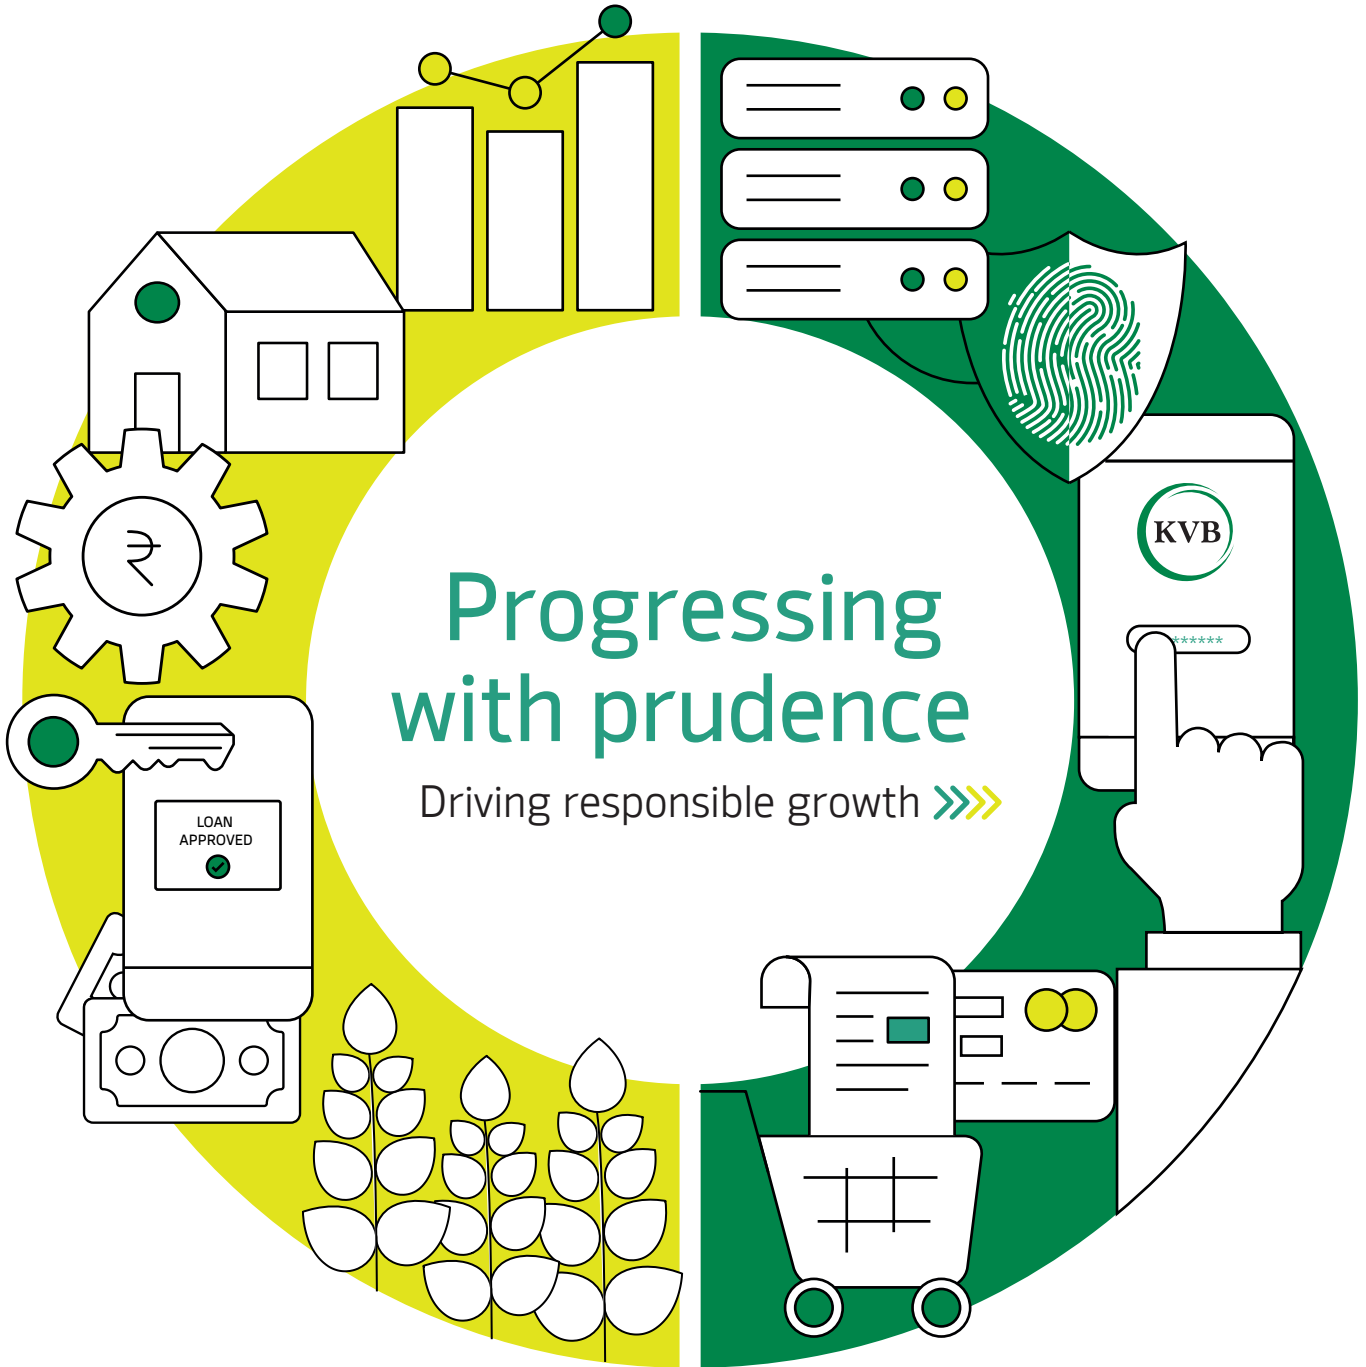 KVB
*******
₹
Progressing
with prudence
Driving responsible growth
LOAN
APPROVED